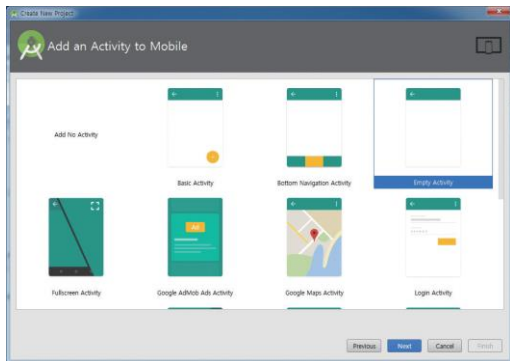 Create New Project
Add an Activity to Mobile
Add No Activity
Basic Activity
Bottom Navigation Activity
Empty Activity
Ad
Fullscreen Activity
Google AdMob Ads Activity
Google Maps Activity
Login Activity
Previous
Next
Cancel
Finish